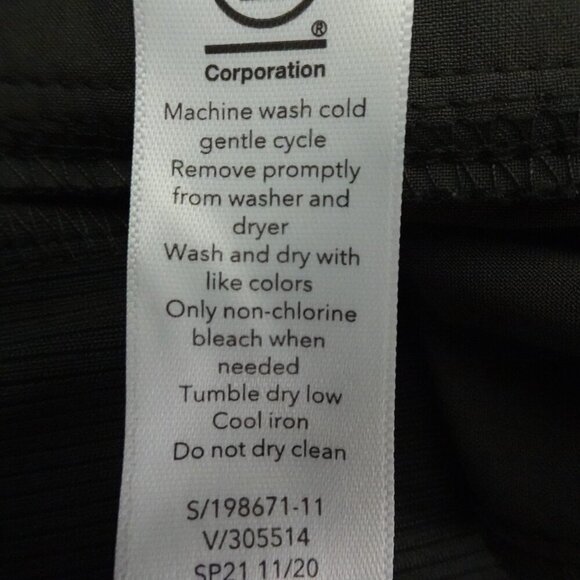 ®
Corporation
Machine wash cold
gentle cycle
Remove promptly
from washer and
dryer
Wash and dry with
like colors
Only non-chlorine
bleach when
needed
Tumble dry low
Cool iron
Do not dry clean
S/198671-11
V/305514
SP21 11/20